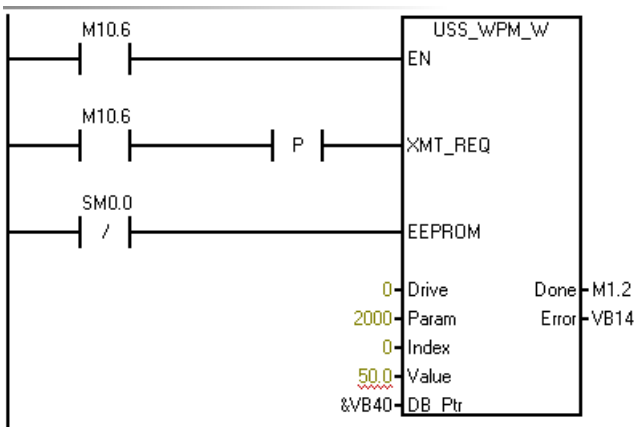 M10.6 USS_WPM_W
EN
M10.6
P XMT_REQ
SM0.0
/ EEPROM
0 Drive Done M1.2
2000 Param Error VB14
0 Index
50.0 Value
&VB40 DB_Ptr